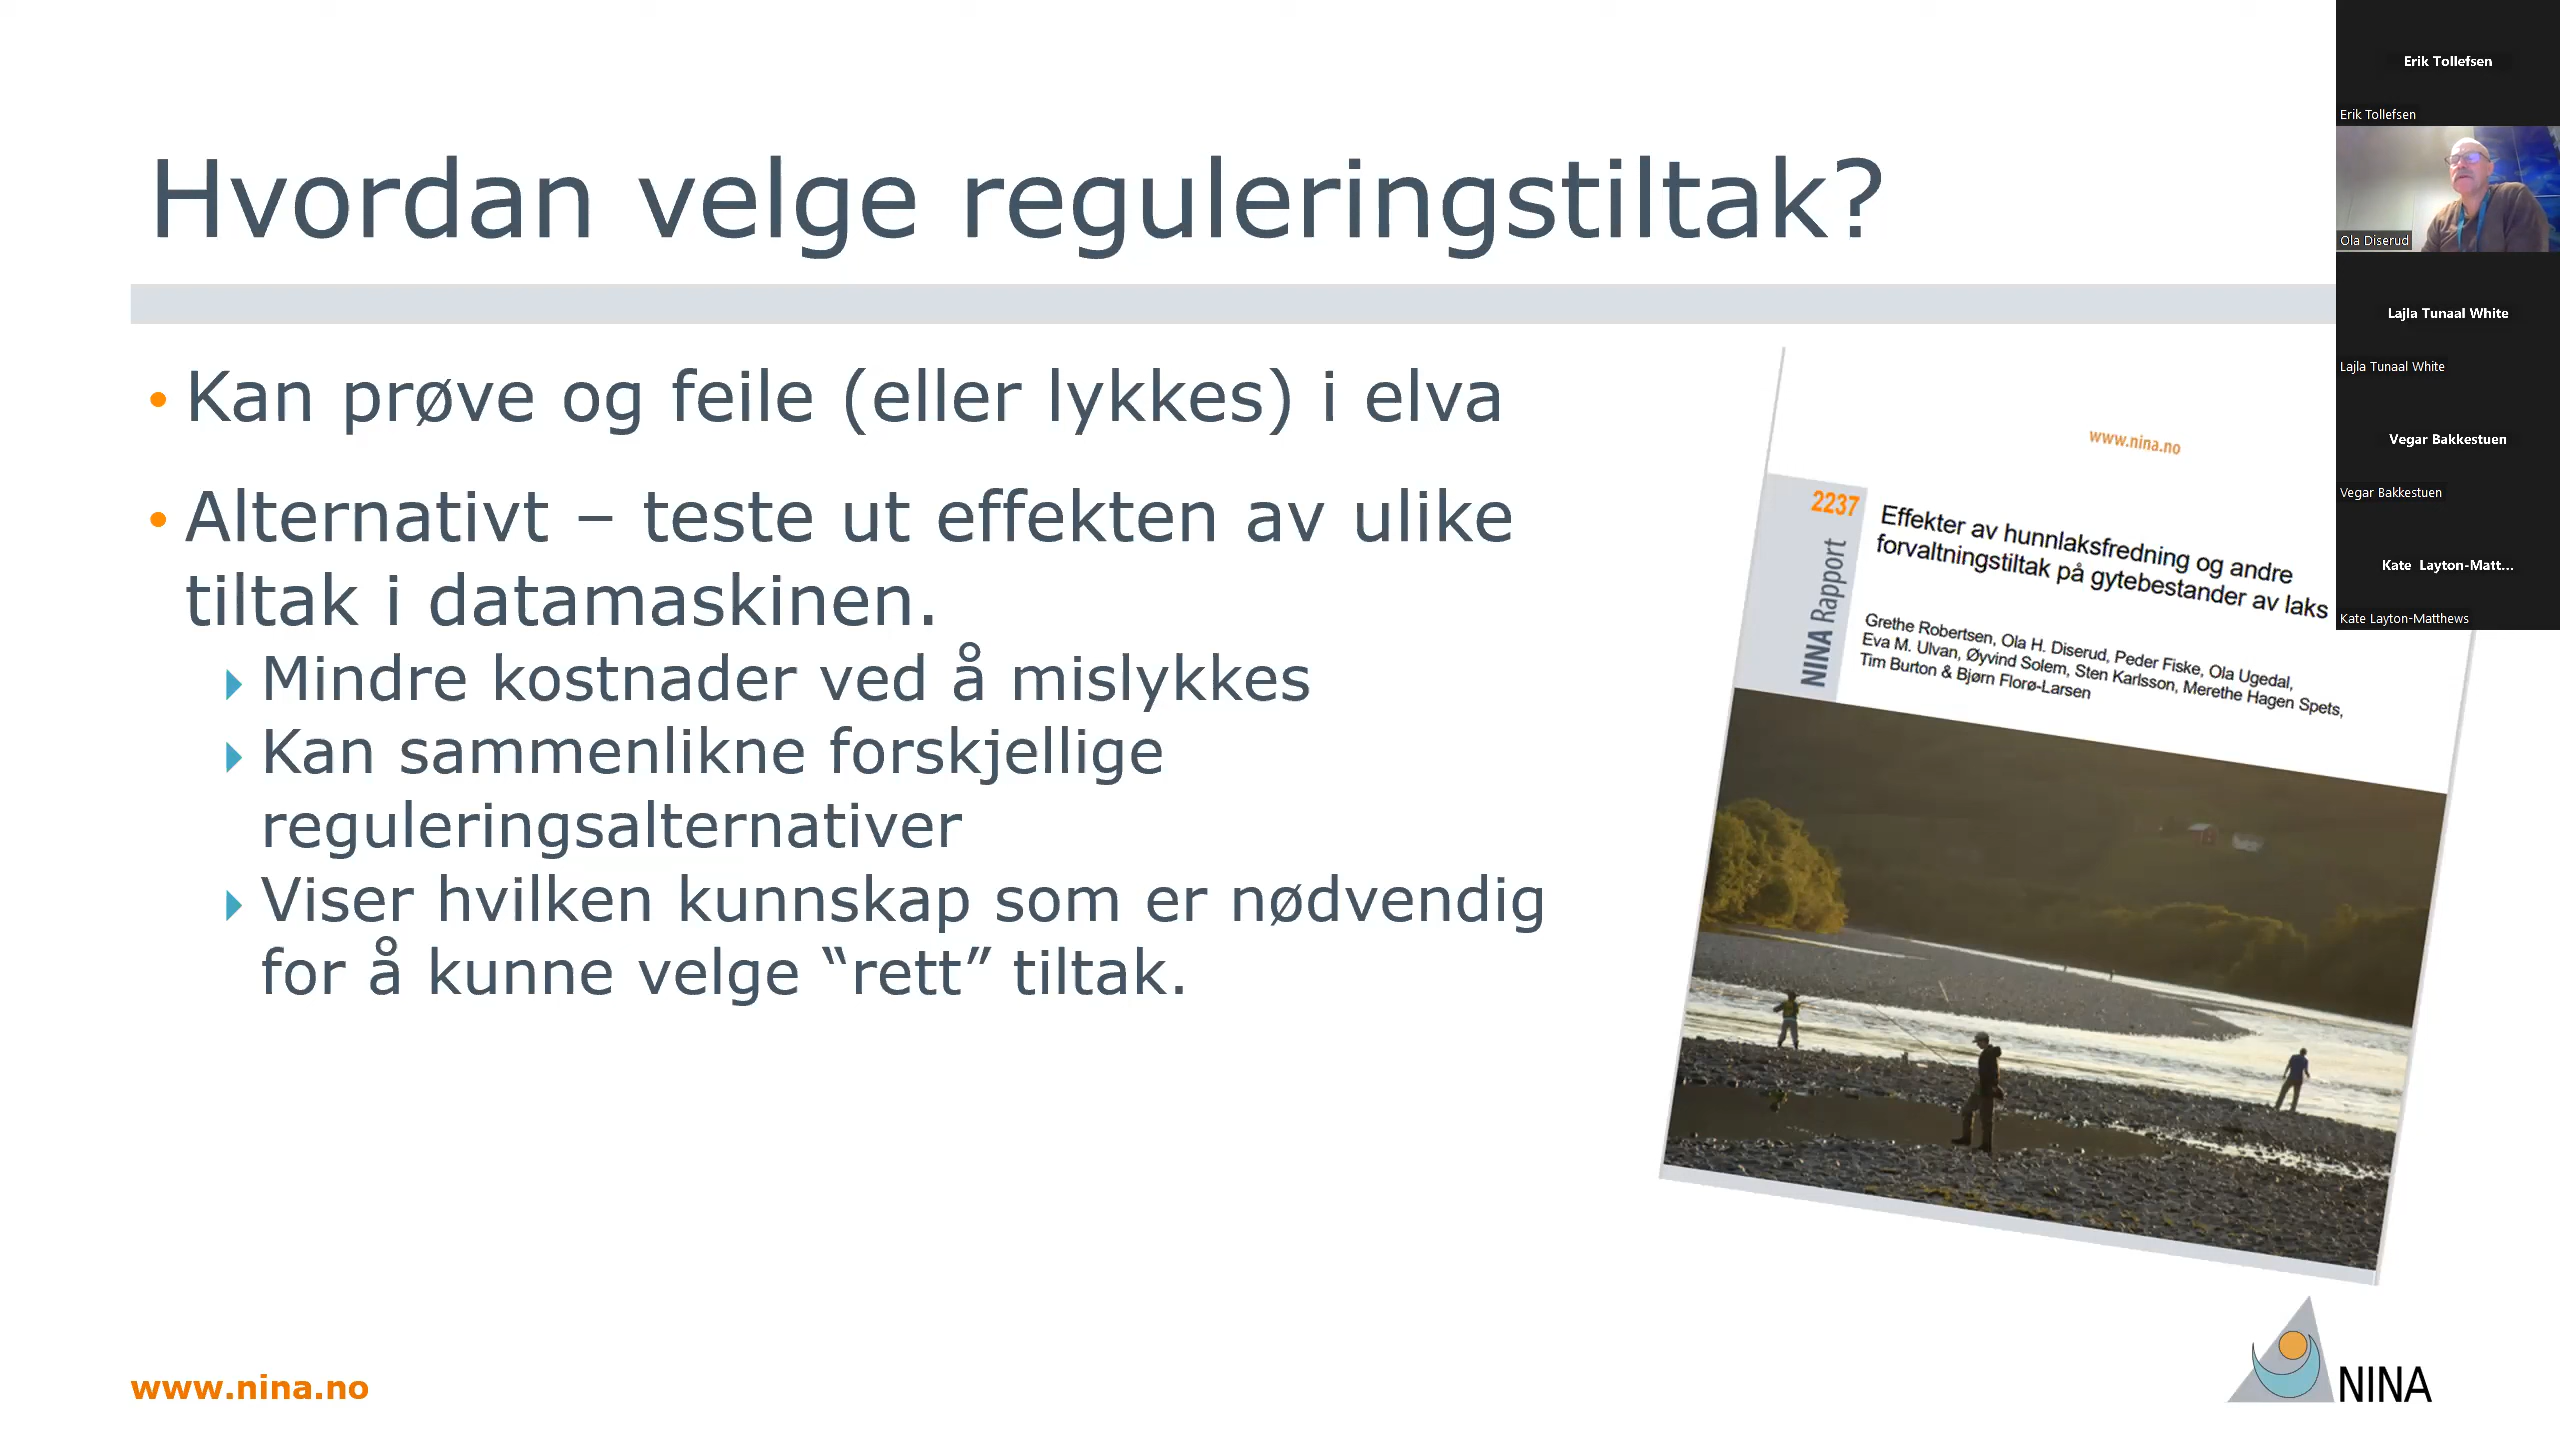 Hvordan velge reguleringstiltak?
• Kan prøve og feile (eller lykkes) i elva
• Alternativt – teste ut effekten av ulike
tiltak i datamaskinen.
Mindre kostnader ved å mislykkes
Kan sammenlikne forskjellige
reguleringsalternativer
Viser hvilken kunnskap som er nødvendig
for å kunne velge “rett” tiltak.
www.nina.no
2237
NINA Rapport
Effekter av hunnlaksfredning og andre
forvaltningstiltak på gytebestander av laks
Grethe Robertsen, Ola H. Diserud, Peder Fiske, Ola Ugedal,
Eva M. Ulvan, Øyvind Solem, Sten Karlsson, Merethe Hagen Spets,
Tim Burton & Bjørn Florø-Larsen
www.nina.no
NINA
Erik Tollefsen
Erik Tollefsen
Ola Diserud
Lajla Tunaal White
Lajla Tunaal White
Vegar Bakkestuen
Vegar Bakkestuen
Kate Layton-Matt...
Kate Layton-Matthews